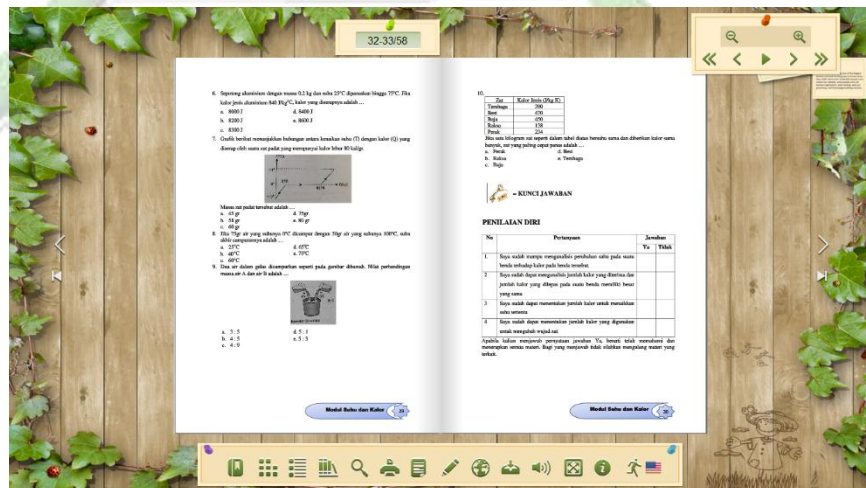 32-33/58
6. Sepotong aluminium dengan massa 0,2 kg dan suhu 25°C dipanaskan hingga 75°C. Jika
kalor jenis aluminium 840 J/kg°C, kalor yang diserapnya adalah ...
a. 8000 J d. 8400 J
b. 8200 J e. 8600 J
c. 8300 J
7. Grafik berikut menunjukkan hubungan antara kenaikan suhu (T) dengan kalor (Q) yang
diserap oleh suatu zat padat yang mempunyai kalor lebur 80 kal/gr.
Massa zat padat tersebut adalah ...
a. 45 gr d. 75gr
b. 58 gr e. 80 gr
c. 60 gr
8. Jika 75gr air yang suhunya 0°C dicampur dengan 50gr air yang suhunya 100°C, suhu
akhir campurannya adalah ...
a. 25°C d. 65°C
b. 40°C e. 75°C
c. 60°C
9. Dua air dalam gelas dicampurkan seperti pada gambar dibawah. Nilai perbandingan
massa air A dan air B adalah ...
a. 3 : 5 d. 5 : 1
b. 4 : 5 e. 5 : 3
c. 4 : 9
Modul Suhu dan Kalor
10.
Zat Kalor Jenis (J/kg K)
Tembaga 390
Besi
Baja 450
Raksa 138
Perak 234
Jika satu kilogram zat seperti dalam tabel diatas bersuhu sama dan diberikan kalor sama
banyak, zat yang paling cepat panas adalah ...
a. Perak d. Besi
b. Raksa e. Tembaga
c. Baja
– KUNCI JAWABAN
PENILAIAN DIRI
No Pertanyaan Jawaban
Ya Tidak
1. Saya sudah mampu menganalisis perubahan suhu pada suatu
benda terhadap kalor pada benda tersebut.
2 Saya sudah dapat menganalisis jumlah kalor yang diterima dan
jumlah kalor yang dilepas pada suatu benda memiliki besar
yang sama.
3 Saya sudah dapat menentukan jumlah kalor untuk menaikkan
suhu tertentu
4 Saya sudah dapat menentukan jumlah kalor yang digunakan
untuk mengubah wujud zat
Apabila kalian menjawab pernyataan jawaban Ya, berarti telah memahami dan
menerapkan semua materi. Bagi yang menjawab tidak silahkan mengulang materi yang
terkait.
Modul Suhu dan Kalor